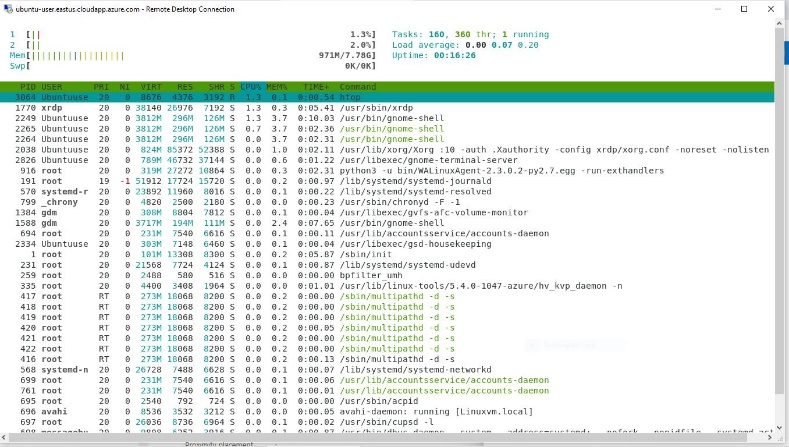 ubuntu-user.eastus.cloudapp.azure.com - Remote Desktop Connection
1 [|| 1.3%] Tasks: 160, 360 thr; 1 running
2 [|| 2.0%] Load average: 0.00 0.07 0.20
Mem[||||||||||||||||||||| 971M/7.78G] Uptime: 00:16:26
Swp[ 0K/0K]
PID USER PRI NI VIRT RES SHR S CPU% MEM% TIME+ Command
3064 Ubuntuuse 20 0 8676 4376 3192 R 1.3 0.1 0:00.54 htop
1770 xrdp 20 0 38140 26976 7192 S 1.3 0.3 0:05.41 /usr/sbin/xrdp
2249 Ubuntuuse 20 0 3812M 296M 126M S 1.3 3.7 0:10.03 /usr/bin/gnome-shell
2265 Ubuntuuse 20 0 3812M 296M 126M S 0.7 3.7 0:02.36 /usr/bin/gnome-shell
2264 Ubuntuuse 20 0 3812M 296M 126M S 0.0 3.7 0:02.31 /usr/bin/gnome-shell
2038 Ubuntuuse 20 0 824M 85372 52388 S 0.0 1.0 0:02.11 /usr/lib/xorg/Xorg :10 -auth .Xauthority -config xrdp/xorg.conf -noreset -nolisten
2826 Ubuntuuse 20 0 789M 46732 37144 S 0.0 0.6 0:01.22 /usr/libexec/gnome-terminal-server
916 root 20 0 319M 27272 10864 S 0.0 0.3 0:02.31 python3 -u bin/WALinuxAgent-2.3.0.2-py2.7.egg -run-exthandlers
191 root 19 -1 51912 17724 15720 S 0.0 0.2 0:00.97 /lib/systemd/systemd-journald
570 systemd-r 20 0 23892 11960 8016 S 0.0 0.1 0:00.22 /lib/systemd/systemd-resolved
799 _chrony 20 0 4820 2500 2180 S 0.0 0.0 0:00.23 /usr/sbin/chronyd -F -1
1384 gdm 20 0 308M 8804 7812 S 0.0 0.1 0:00.04 /usr/libexec/gvfs-afc-volume-monitor
1588 gdm 20 0 3717M 194M 111M S 0.0 2.4 0:07.65 /usr/bin/gnome-shell
694 root 20 0 231M 7540 6616 S 0.0 0.1 0:00.11 /usr/lib/accountsservice/accounts-daemon
2334 Ubuntuuse 20 0 303M 7148 6460 S 0.0 0.1 0:00.04 /usr/libexec/gsd-housekeeping
1 root 20 0 101M 13308 8300 S 0.0 0.2 0:05.87 /sbin/init
231 root 20 0 21568 7724 4124 S 0.0 0.1 0:00.87 /lib/systemd/systemd-udevd
259 root 20 0 2488 580 516 S 0.0 0.0 0:00.00 bpfilter_umh
335 root 20 0 4400 3408 1964 S 0.0 0.0 0:01.01 /usr/lib/linux-tools/5.4.0-1047-azure/hv_kvp_daemon -n
417 root RT 0 273M 18068 8200 S 0.0 0.2 0:00.00 /sbin/multipathd -d -s
418 root RT 0 273M 18068 8200 S 0.0 0.2 0:00.00 /sbin/multipathd -d -s
419 root RT 0 273M 18068 8200 S 0.0 0.2 0:00.00 /sbin/multipathd -d -s
420 root RT 0 273M 18068 8200 S 0.0 0.2 0:00.05 /sbin/multipathd -d -s
421 root RT 0 273M 18068 8200 S 0.0 0.2 0:00.00 /sbin/multipathd -d -s
422 root RT 0 273M 18068 8200 S 0.0 0.2 0:00.00 /sbin/multipathd -d -s
416 root RT 0 273M 18068 8200 S 0.0 0.2 0:00.13 /sbin/multipathd -d -s
568 systemd-n 20 0 26728 7488 6628 S 0.0 0.1 0:00.07 /lib/systemd/systemd-networkd
699 root 20 0 231M 7540 6616 S 0.0 0.1 0:00.06 /usr/lib/accountsservice/accounts-daemon
761 root 20 0 231M 7540 6616 S 0.0 0.1 0:00.01 /usr/lib/accountsservice/accounts-daemon
695 root 20 0 2540 792 724 S 0.0 0.0 0:00.00 /usr/sbin/acpid
696 avahi 20 0 8536 3532 3212 S 0.0 0.0 0:00.05 avahi-daemon: running [Linuxvm.local]
697 root 20 0 26036 8736 6964 S 0.0 0.1 0:00.02 /usr/sbin/cupsd -l
Proximity placement